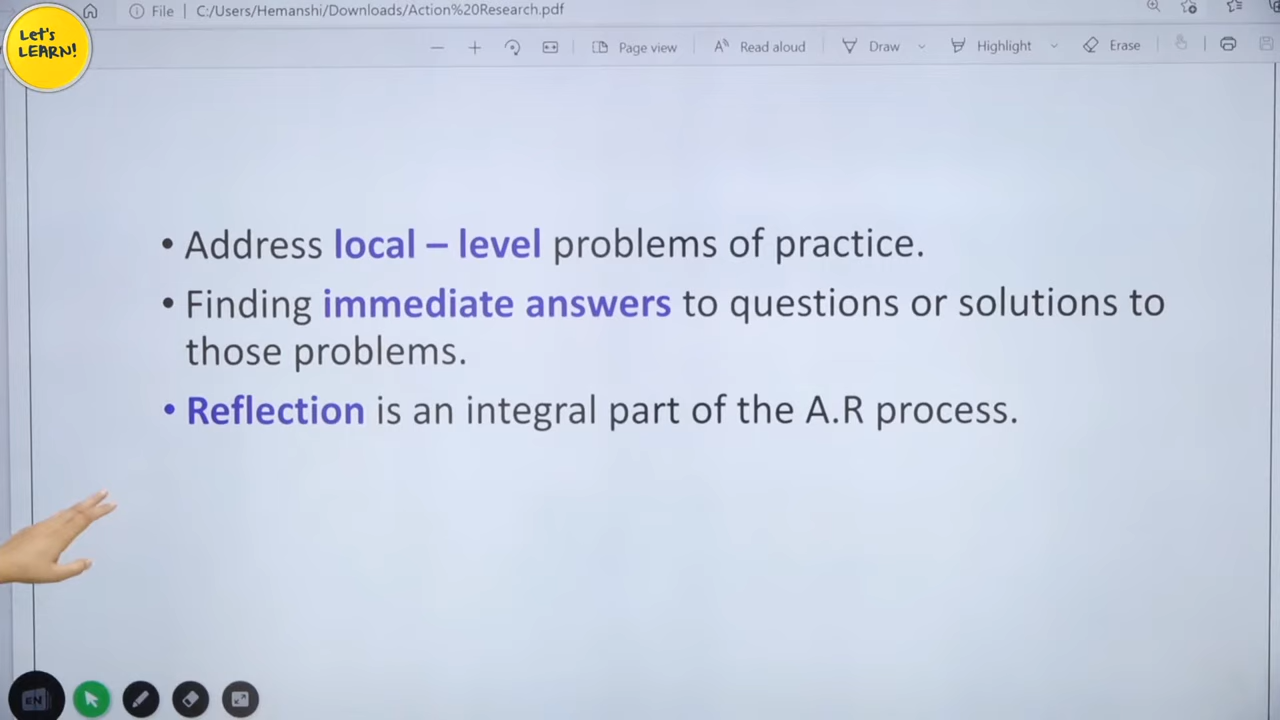 Let's
LEARN!
File | C:/Users/Hemanshi/Downloads/Action%20Research.pdf
Page view
Read aloud
Draw
Highlight
Erase
• Address local – level problems of practice.
• Finding immediate answers to questions or solutions to
those problems.
• Reflection is an integral part of the A.R process.
EN